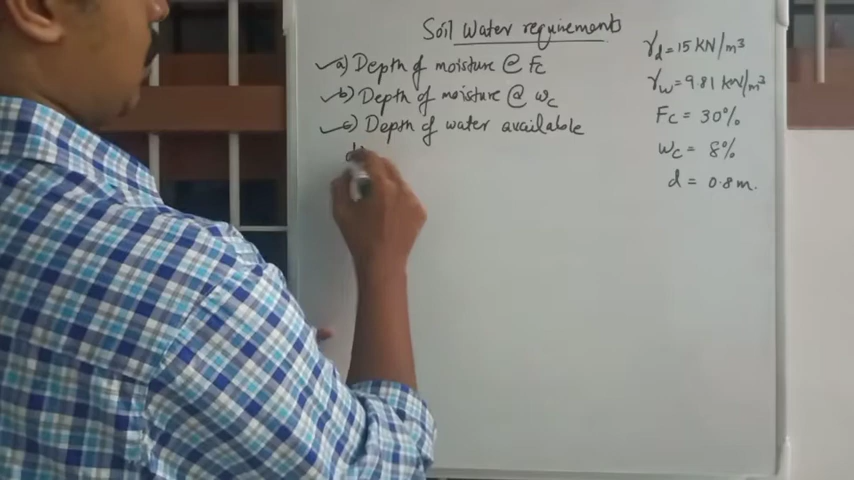 Soil Water requirements
✓a) Depth of moisture @ Fc
✓b) Depth of moisture @ wc
✓c) Depth of water available
d)
γd = 15 KN/m³
γw = 9.81 KN/m³
Fc = 30%
wc = 8%
d = 0.8m.